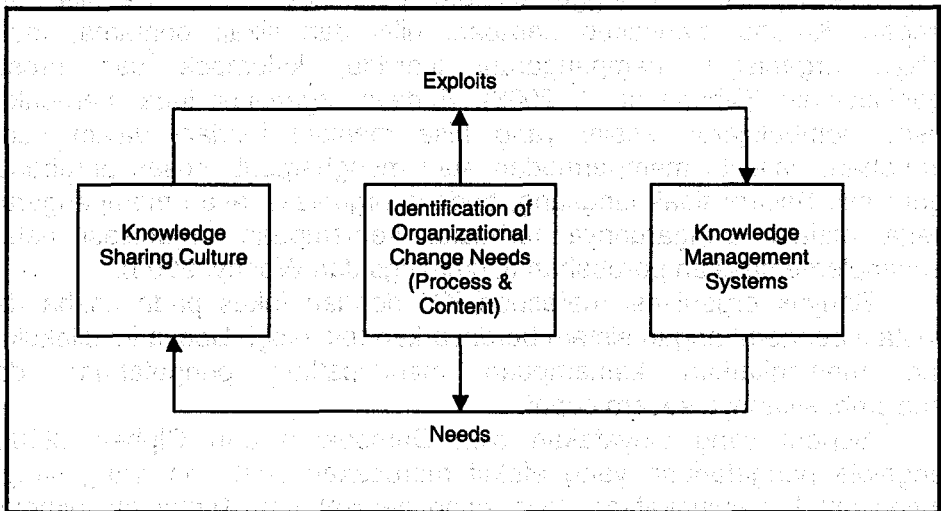 Exploits
Knowledge
Sharing Culture
Identification of
Organizational
Change Needs
(Process &
Content)
Knowledge
Management
Systems
Needs